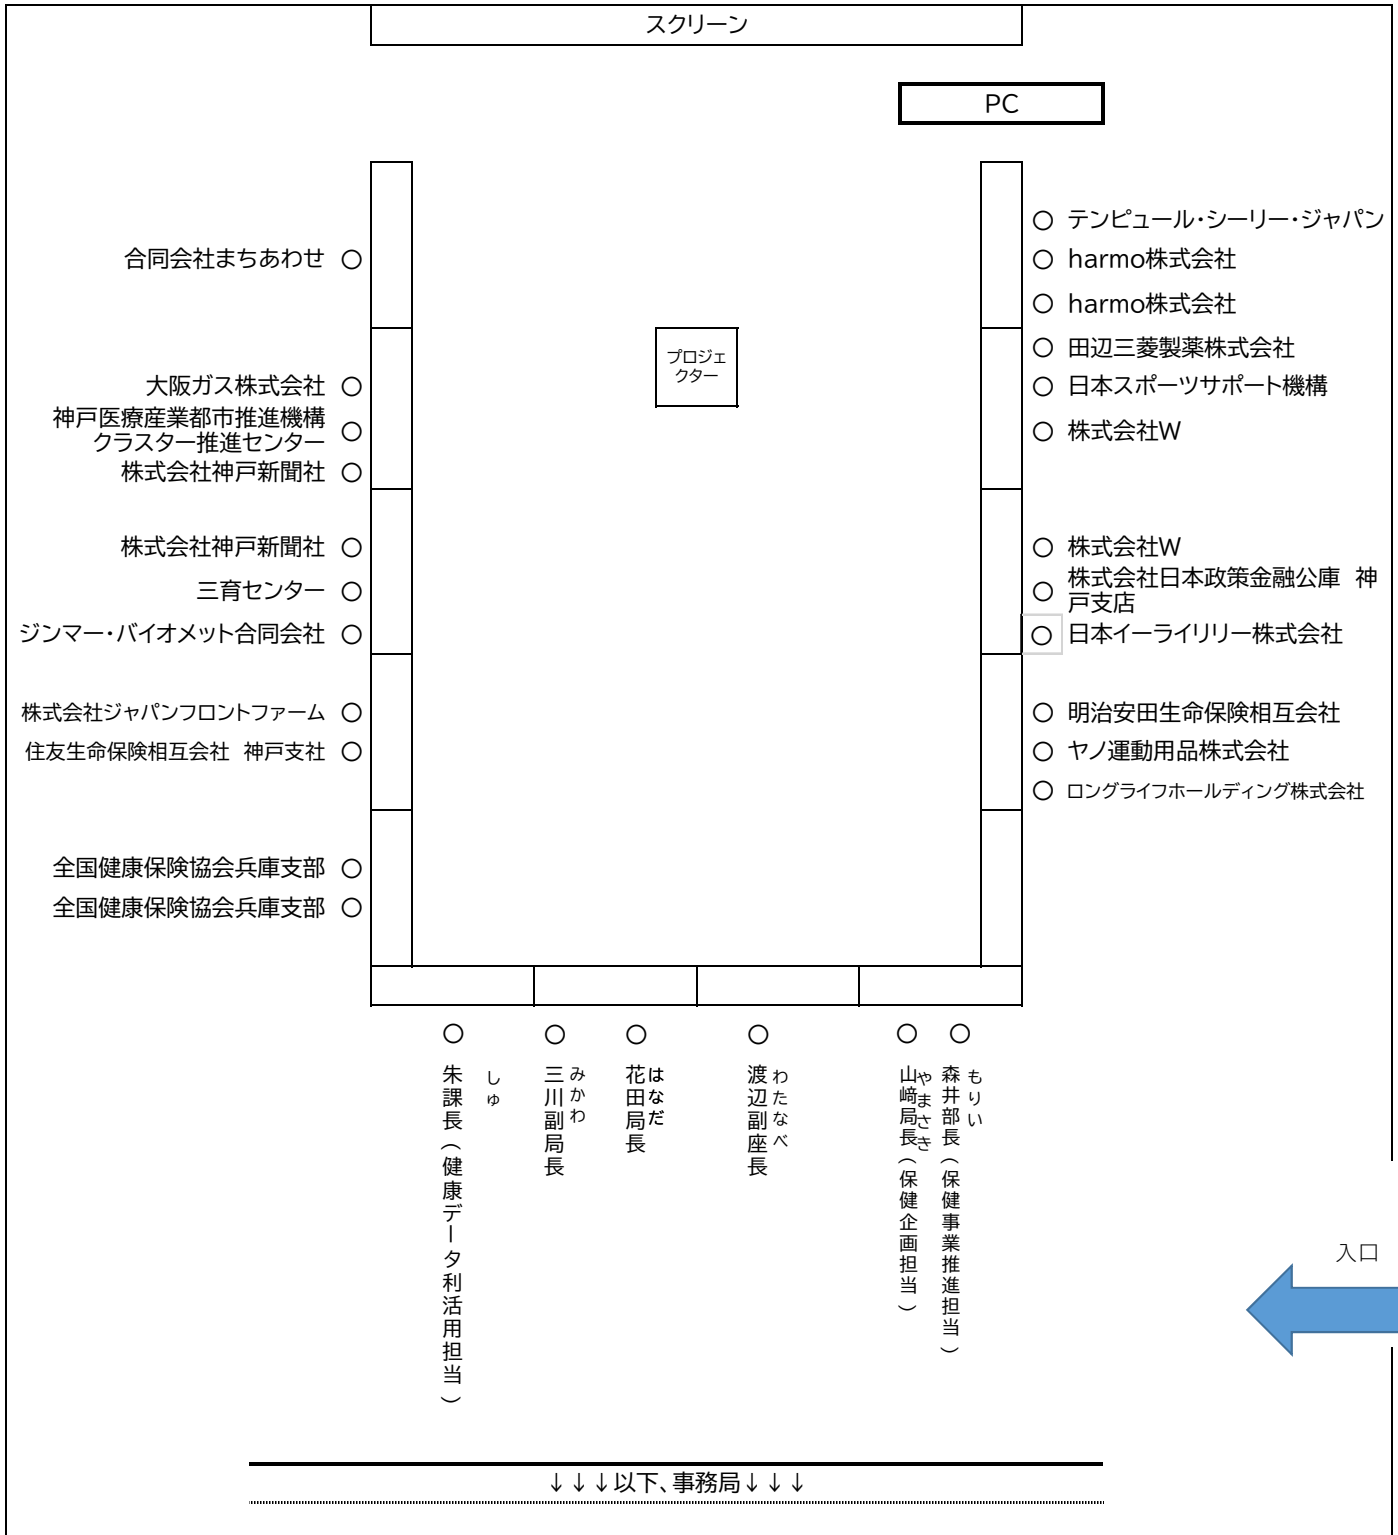 スクリーン
PC
合同会社まちあわせ ○
大阪ガス株式会社 ○
神戸医療産業都市推進機構
クラスター推進センター ○
株式会社神戸新聞社 ○
株式会社神戸新聞社 ○
三育センター ○
ジンマー・バイオメット合同会社 ○
株式会社ジャパンフロントファーム ○
住友生命保険相互会社 神戸支社 ○
全国健康保険協会兵庫支部 ○
全国健康保険協会兵庫支部 ○
プロジェ
クター
○ テンピュール・シーリー・ジャパン
○ harmo株式会社
○ harmo株式会社
○ 田辺三菱製薬株式会社
○ 日本スポーツサポート機構
○ 株式会社W
○ 株式会社W
○ 株式会社日本政策金融公庫 神
戸支店
○ 日本イーライリリー株式会社
○ 明治安田生命保険相互会社
○ ヤノ運動用品株式会社
○ ロングライフホールディング株式会社
○ 朱課長(健康データ利活用担当)
しゅ
○ 三川副局長
みかわ
○ 花田局長
はなだ
○ 渡辺副座長
わたなべ
○ 山﨑局長(保健企画担当)
やまさき
○ 森井部長(保健事業推進担当)
もりい
入口
↓↓↓以下、事務局↓↓↓